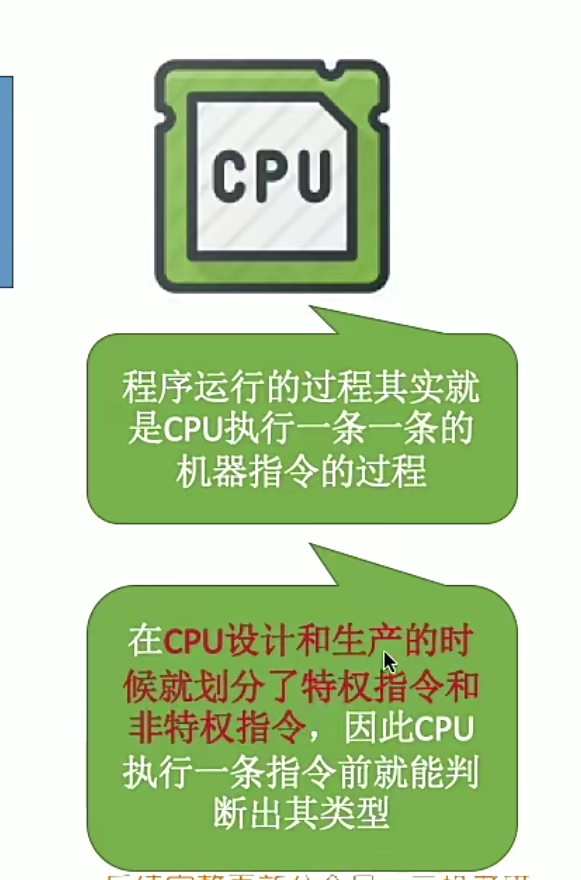 CPU
程序运行的过程其实就
是CPU执行一条一条的
机器指令的过程
在CPU设计和生产的时
候就划分了特权指令和
非特权指令，因此CPU
执行一条指令前就能判
断出其类型